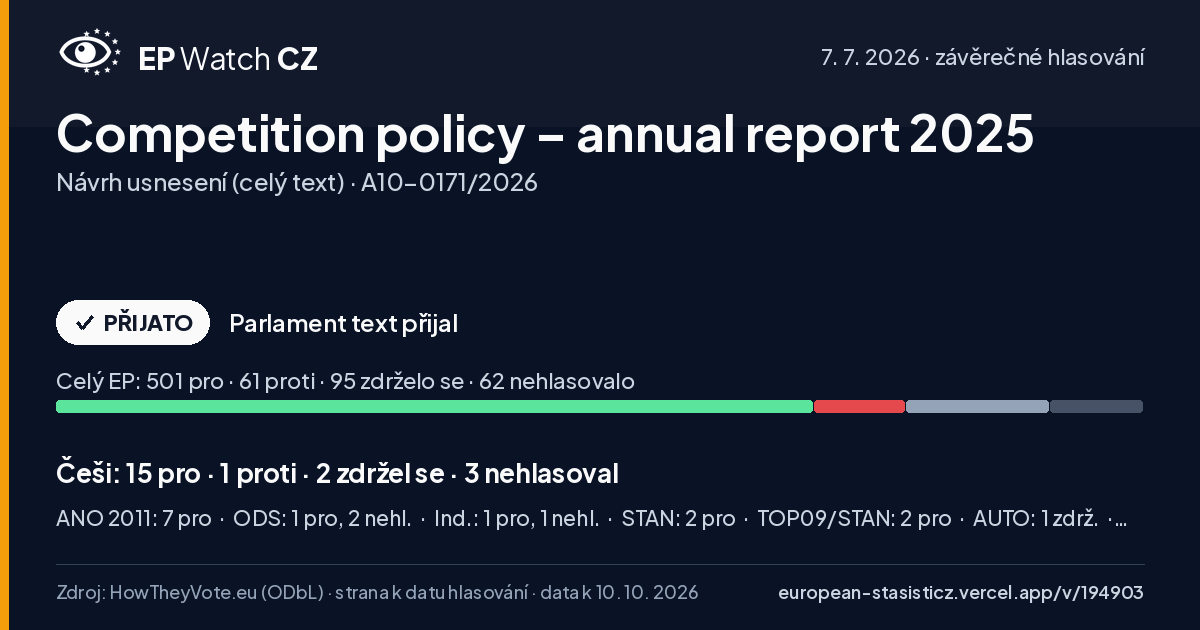 EP Watch CZ
7. 7. 2026 · závěrečné hlasování
Competition policy – annual report 2025
Návrh usnesení (celý text) · A10-0171/2026
✓ PŘIJATO Parlament text přijal
Celý EP: 501 pro · 61 proti · 95 zdrželo se · 62 nehlasovalo
Češi: 15 pro · 1 proti · 2 zdržel se · 3 nehlasoval
ANO 2011: 7 pro · ODS: 1 pro, 2 nehl. · Ind.: 1 pro, 1 nehl. · STAN: 2 pro · TOP09/STAN: 2 pro · AUTO: 1 zdrž. ·…
Zdroj: HowTheyVote.eu (ODbL) · strana k datu hlasování · data k 10. 10. 2026
european-stasisticz.vercel.app/v/194903